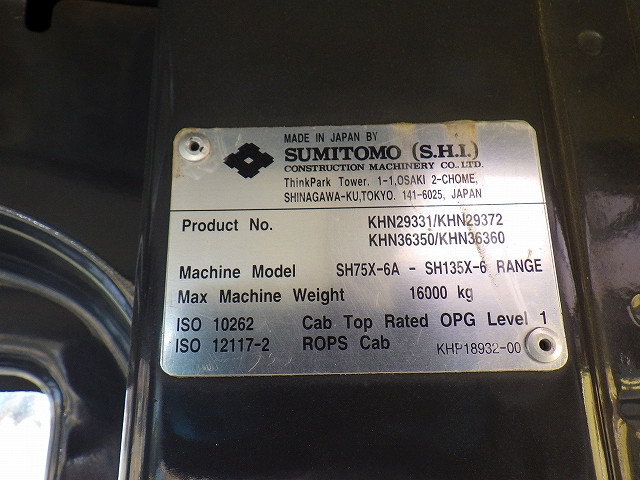 MADE IN JAPAN BY
SUMITOMO (S.H.I.)
CONSTRUCTION MACHINERY CO., LTD.
ThinkPark Tower. 1-1,OSAKI 2-CHOME,
SHINAGAWA-KU,TOKYO. 141-6025, JAPAN
Product No. KHN29331/KHN29372
KHN36350/KHN36360
Machine Model SH75X-6A - SH135X-6 RANGE
Max Machine Weight 16000 kg
ISO 10262 Cab Top Rated OPG Level 1
ISO 12117-2 ROPS Cab KHP18932-00